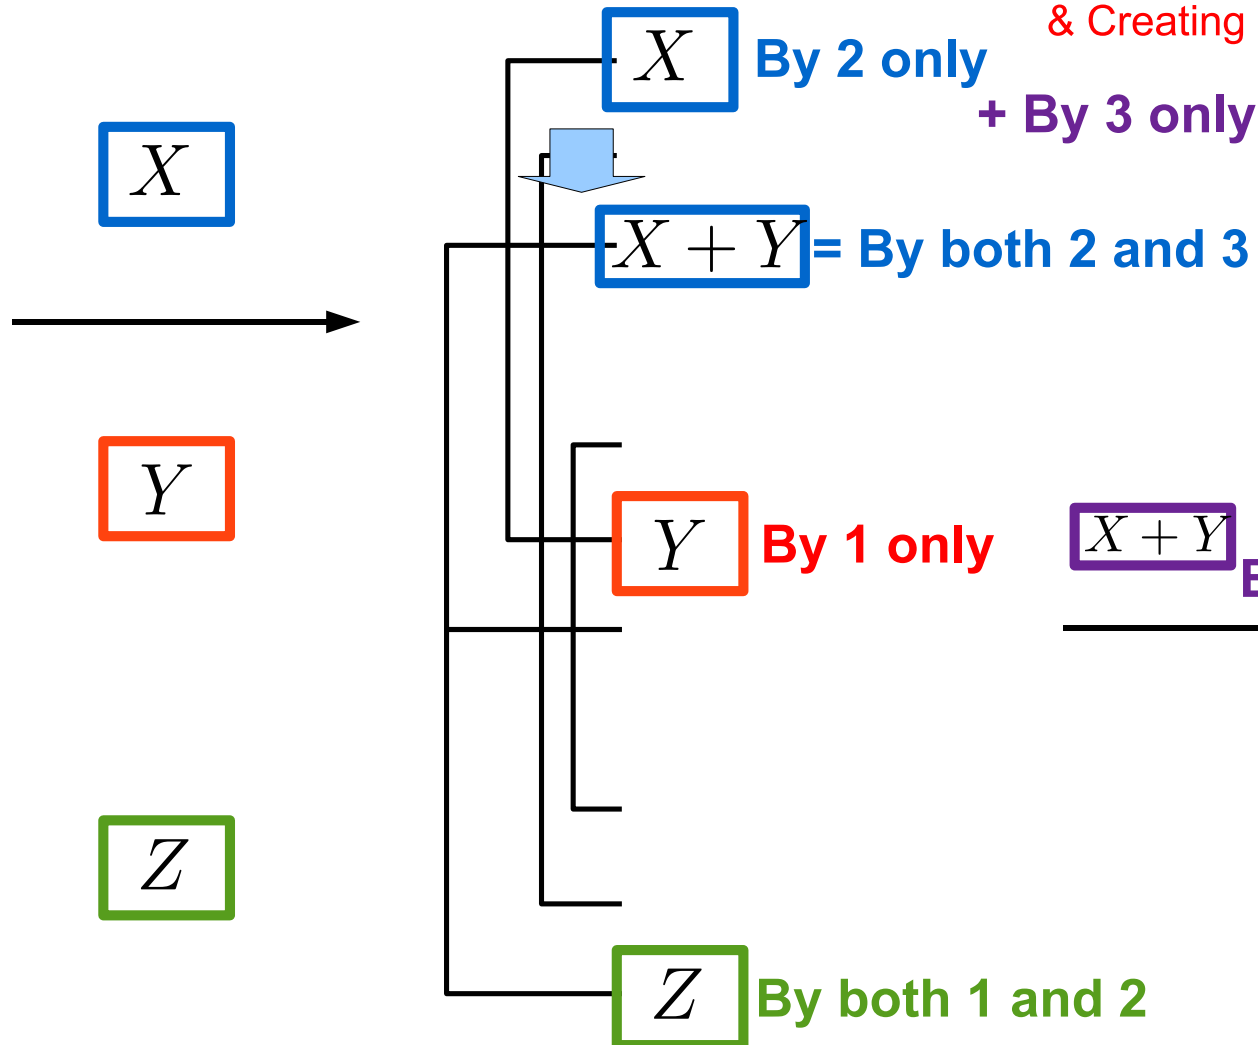 & Creating
X By 2 only
+ By 3 only
X
X + Y = By both 2 and 3
Y
Y By 1 only
X + Y
Z
Z By both 1 and 2